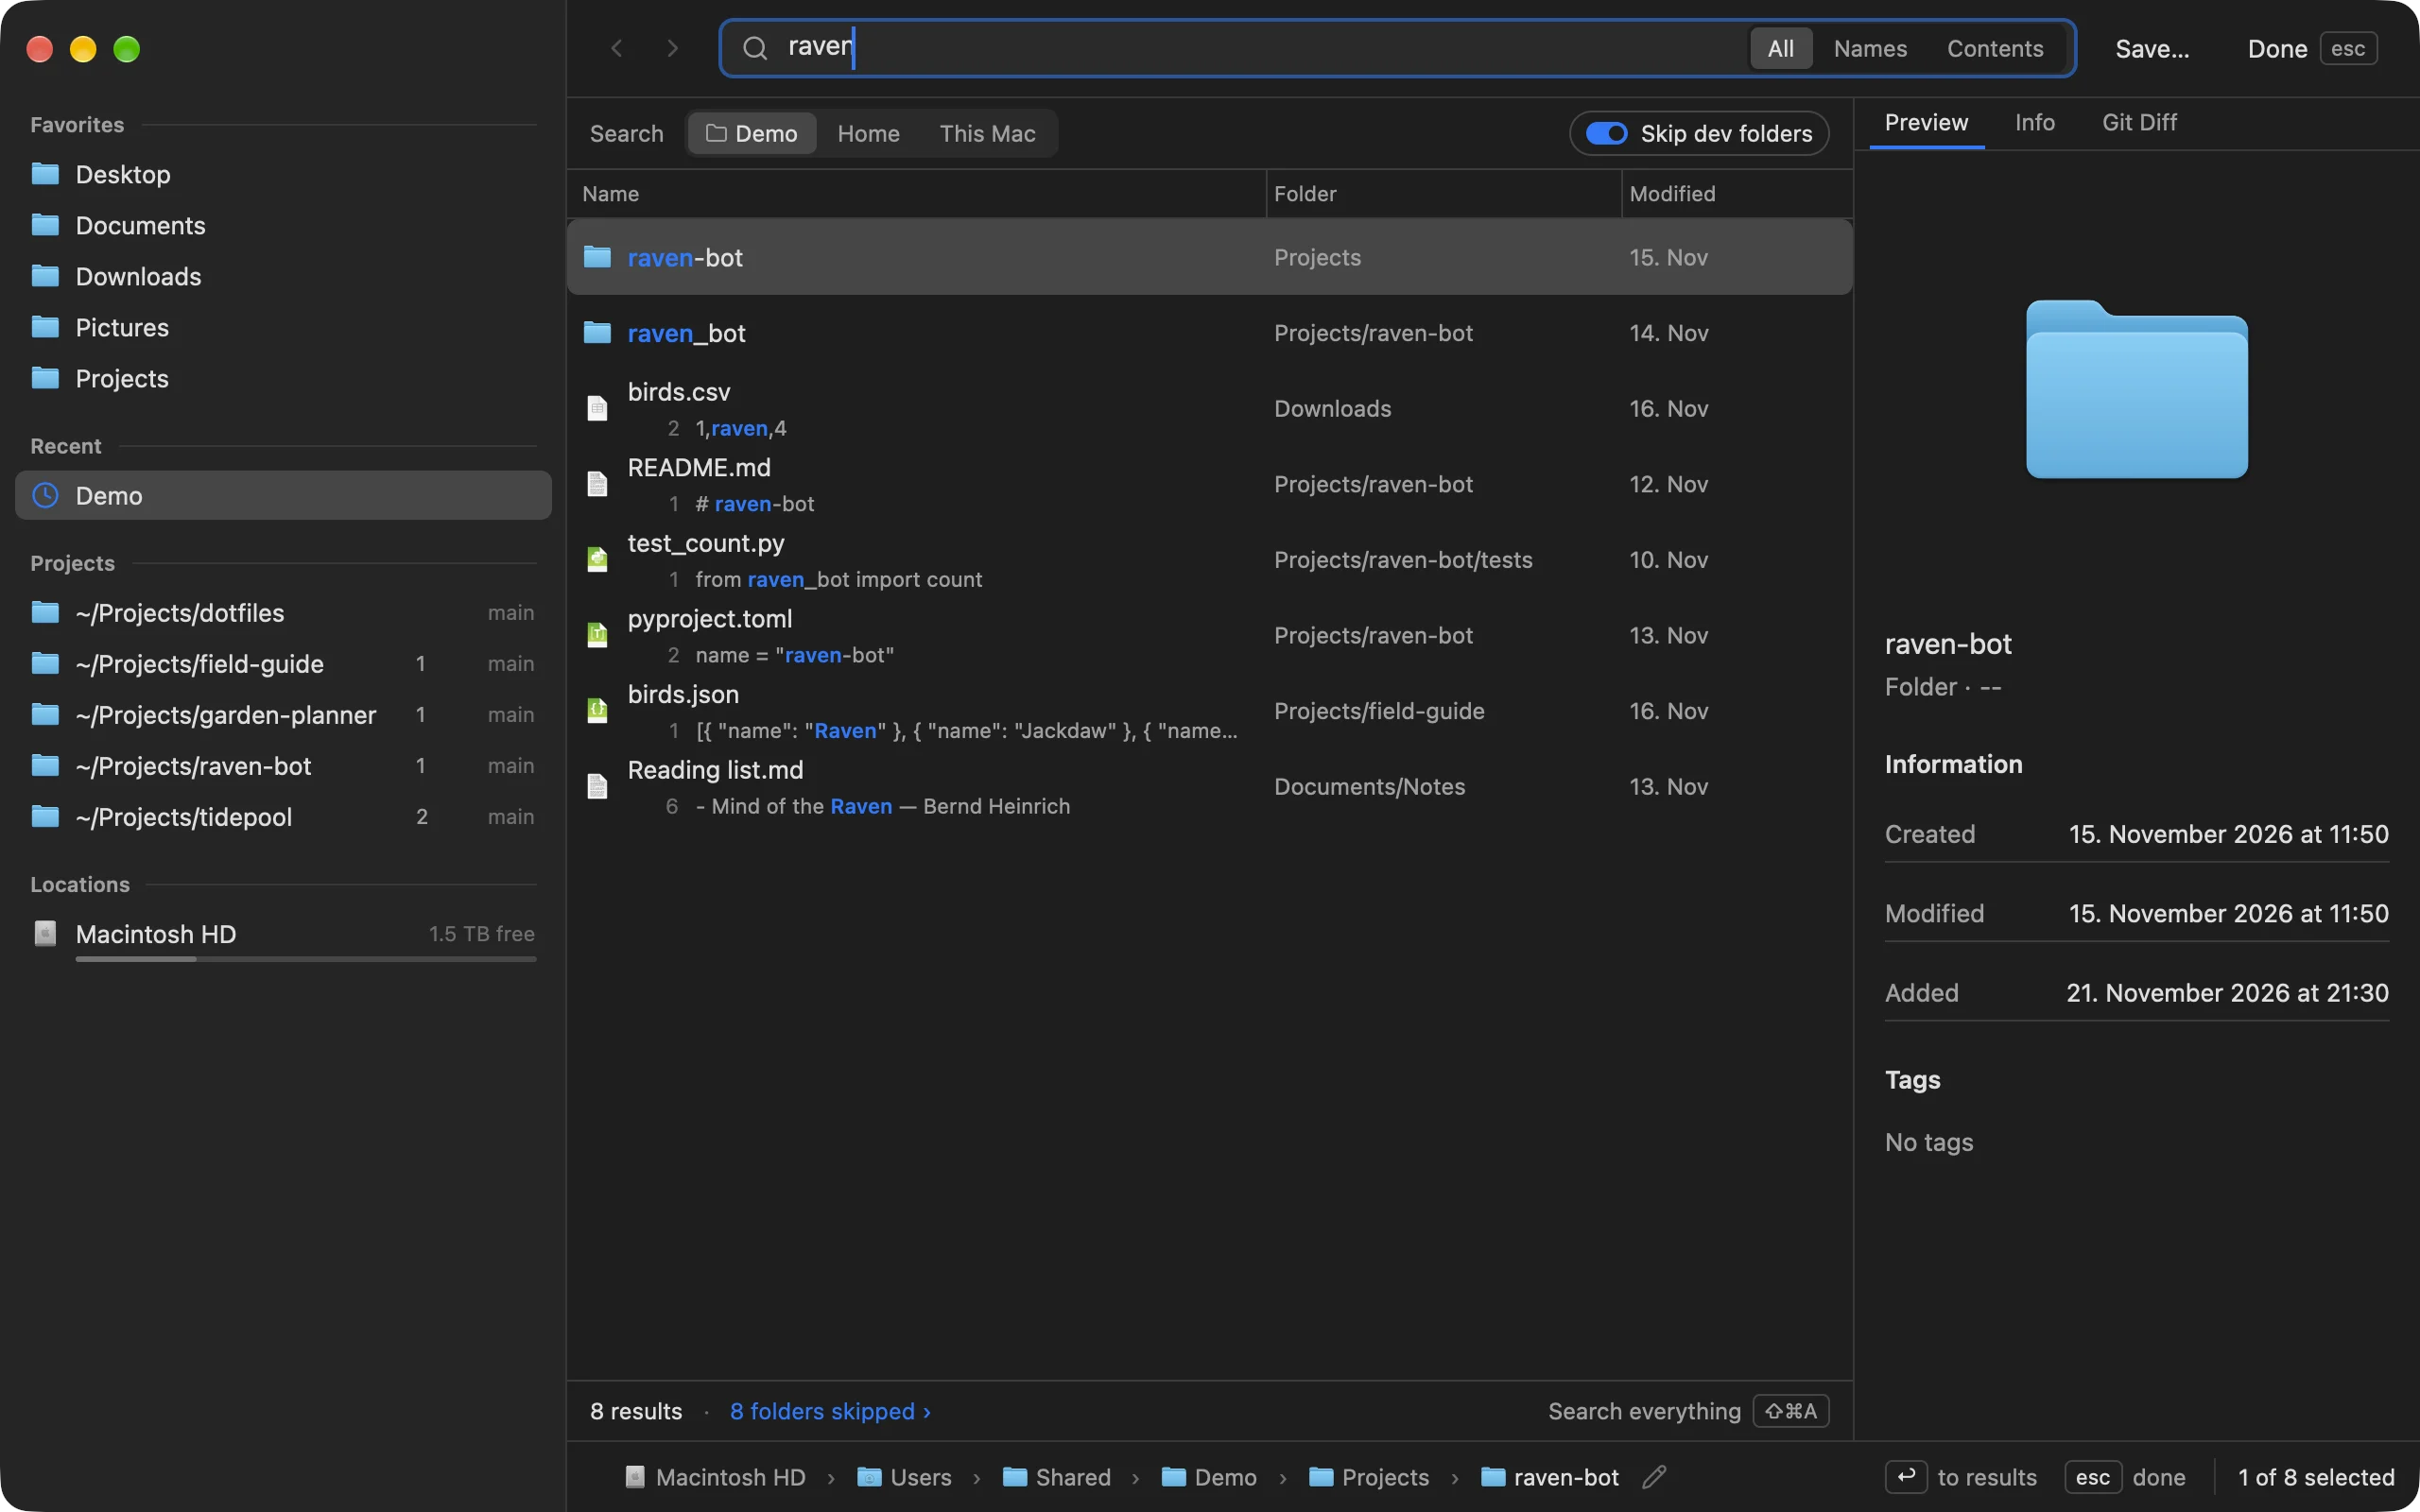 raven
All Names Contents
Save...
Done esc
Favorites
Desktop
Documents
Downloads
Pictures
Projects
Recent
Demo
Projects
~/Projects/dotfiles main
~/Projects/field-guide 1 main
~/Projects/garden-planner 1 main
~/Projects/raven-bot 1 main
~/Projects/tidepool 2 main
Locations
Macintosh HD 1.5 TB free
Search Demo Home This Mac
Skip dev folders
Name Folder Modified
raven-bot Projects 15. Nov
raven_bot Projects/raven-bot 14. Nov
birds.csv Downloads 16. Nov
2 1,raven,4
README.md Projects/raven-bot 12. Nov
1 # raven-bot
test_count.py Projects/raven-bot/tests 10. Nov
1 from raven_bot import count
pyproject.toml Projects/raven-bot 13. Nov
2 name = "raven-bot"
birds.json Projects/field-guide 16. Nov
1 [{ "name": "Raven" }, { "name": "Jackdaw" }, { "name...
Reading list.md Documents/Notes 13. Nov
6 - Mind of the Raven — Bernd Heinrich
8 results · 8 folders skipped ›
Search everything ⇧⌘A
Macintosh HD › Users › Shared › Demo › Projects › raven-bot
Preview Info Git Diff
raven-bot
Folder · --
Information
Created 15. November 2026 at 11:50
Modified 15. November 2026 at 11:50
Added 21. November 2026 at 21:30
Tags
No tags
↩ to results esc done 1 of 8 selected